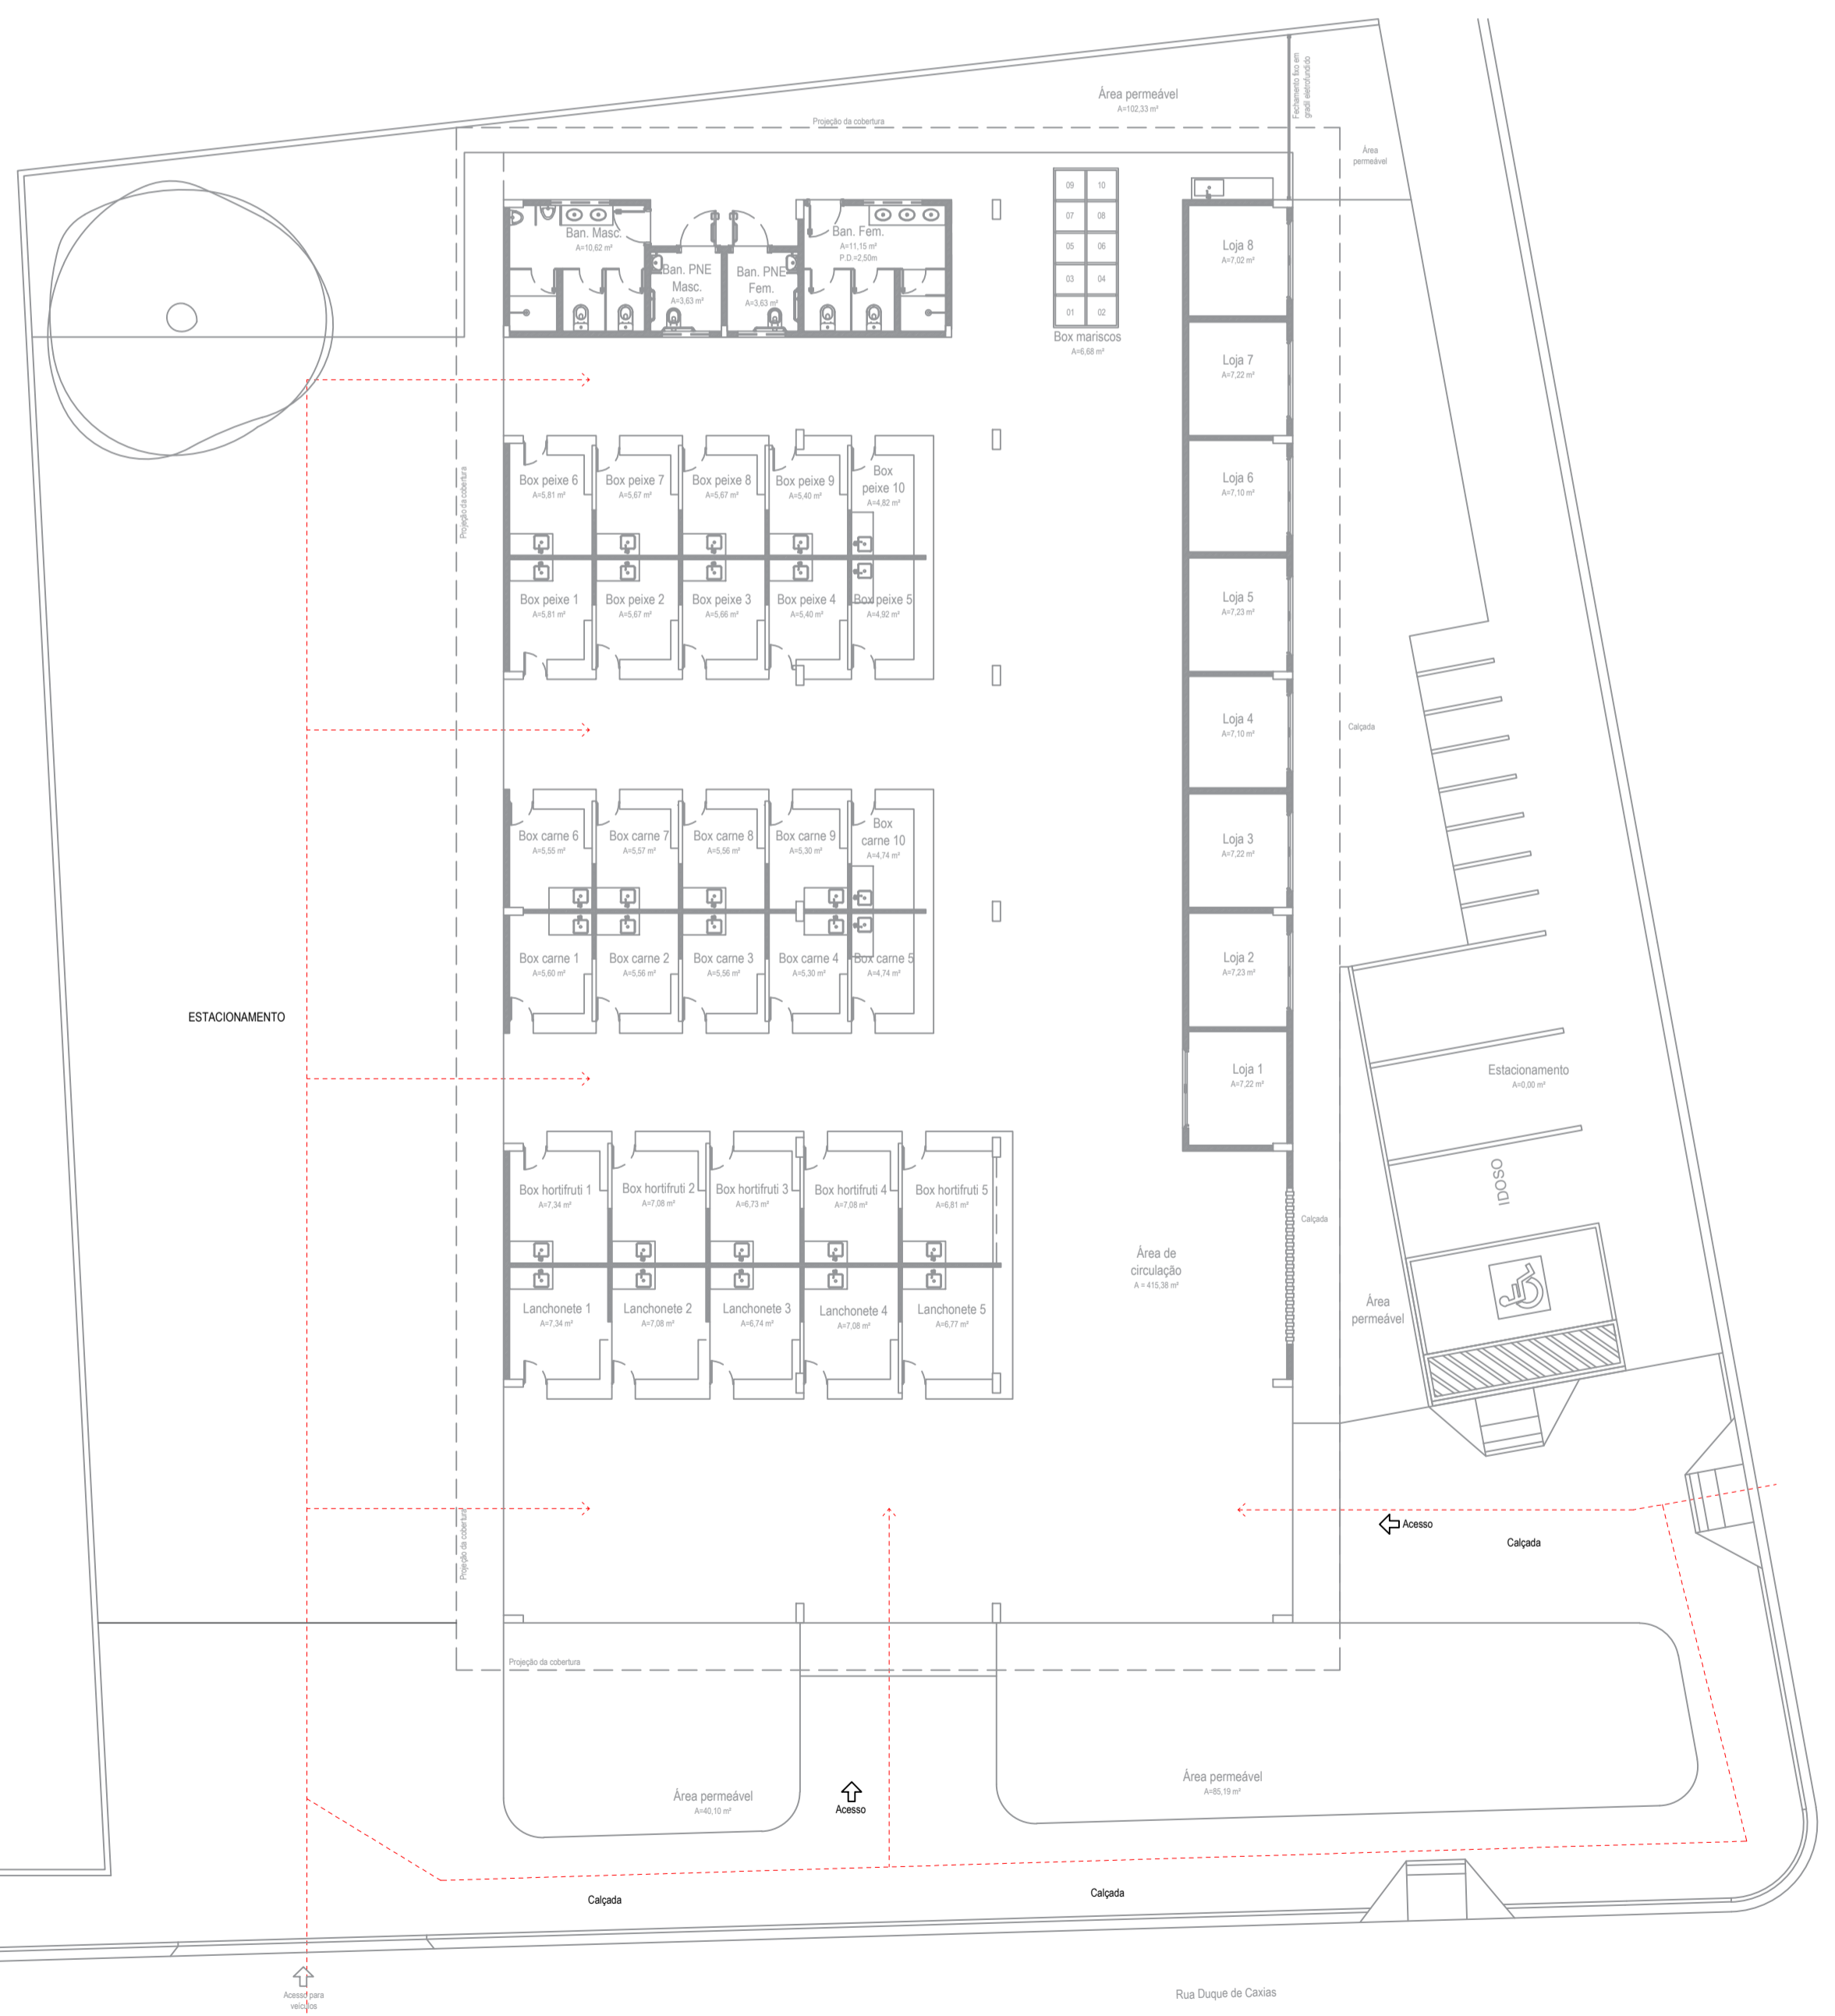 Fechamento fixo em
gradil eletrofundido
Área permeável
A=102,33 m²
Projeção da cobertura
Área
permeável
09
10
07
08
05
06
03
04
01
02
Box mariscos
A=6,68 m²
Ban. Masc.
A=10,62 m²
Ban. PNE
Masc.
A=3,63 m²
Ban. PNE
Fem.
A=3,63 m²
Ban. Fem.
A=11,15 m²
P.D.=2,50m
Loja 8
A=7,02 m²
Loja 7
A=7,22 m²
Loja 6
A=7,10 m²
Loja 5
A=7,23 m²
Loja 4
A=7,10 m²
Loja 3
A=7,22 m²
Loja 2
A=7,23 m²
Loja 1
A=7,22 m²
Projeção da cobertura
Box peixe 6
A=5,81 m²
Box peixe 7
A=5,67 m²
Box peixe 8
A=5,67 m²
Box peixe 9
A=5,40 m²
Box
peixe 10
A=4,82 m²
Box peixe 1
A=5,81 m²
Box peixe 2
A=5,67 m²
Box peixe 3
A=5,66 m²
Box peixe 4
A=5,40 m²
Box peixe 5
A=4,92 m²
Calçada
Box carne 6
A=5,55 m²
Box carne 7
A=5,57 m²
Box carne 8
A=5,56 m²
Box carne 9
A=5,30 m²
Box
carne 10
A=4,74 m²
Box carne 1
A=5,60 m²
Box carne 2
A=5,56 m²
Box carne 3
A=5,56 m²
Box carne 4
A=5,30 m²
Box carne 5
A=4,74 m²
ESTACIONAMENTO
Estacionamento
A=0,00 m²
IDOSO
Box hortifruti 1
A=7,34 m²
Box hortifruti 2
A=7,08 m²
Box hortifruti 3
A=6,73 m²
Box hortifruti 4
A=7,08 m²
Box hortifruti 5
A=6,81 m²
Calçada
Área de
circulação
A = 415,38 m²
Lanchonete 1
A=7,34 m²
Lanchonete 2
A=7,08 m²
Lanchonete 3
A=6,74 m²
Lanchonete 4
A=7,08 m²
Lanchonete 5
A=6,77 m²
Área
permeável
Acesso
Calçada
Projeção da cobertura
Projeção da cobertura
Área permeável
A=40,10 m²
Acesso
Área permeável
A=85,19 m²
Calçada
Calçada
Acesso para
veículos
Rua Duque de Caxias